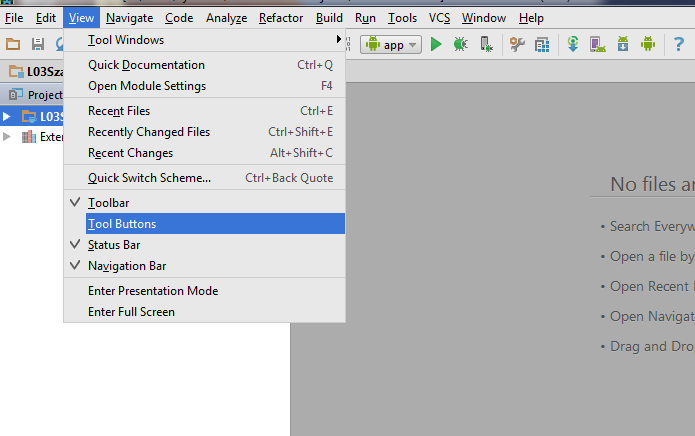 File Edit View Navigate Code Analyze Refactor Build Run Tools VCS Window Help
Tool Windows
app
Quick Documentation Ctrl+Q
L03Sza
Open Module Settings F4
Project
Recent Files Ctrl+E
L03S
Recently Changed Files Ctrl+Shift+E
Exter
Recent Changes Alt+Shift+C
Quick Switch Scheme... Ctrl+Back Quote
Toolbar
Tool Buttons
Status Bar
Navigation Bar
Enter Presentation Mode
Enter Full Screen
No files ar
• Search Everyw
• Open a file by
• Open Recent
• Open Navigat
• Drag and Dro